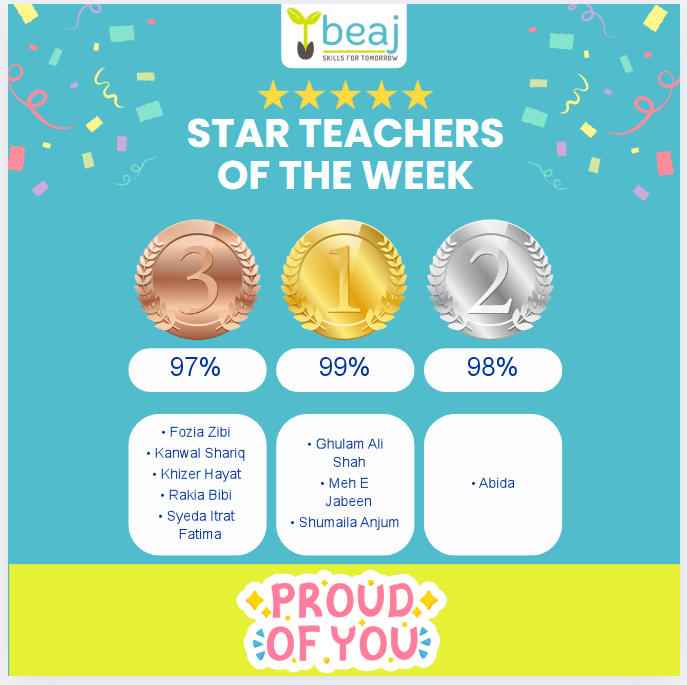 beaj
SKILLS FOR TOMORROW
STAR TEACHERS
OF THE WEEK
3
1
2
97%
99%
98%
• Fozia Zibi
• Kanwal Shariq
• Khizer Hayat
• Rakia Bibi
• Syeda Itrat
Fatima
• Ghulam Ali
Shah
• Meh E
Jabeen
• Shumaila Anjum
• Abida
PROUD
OF YOU